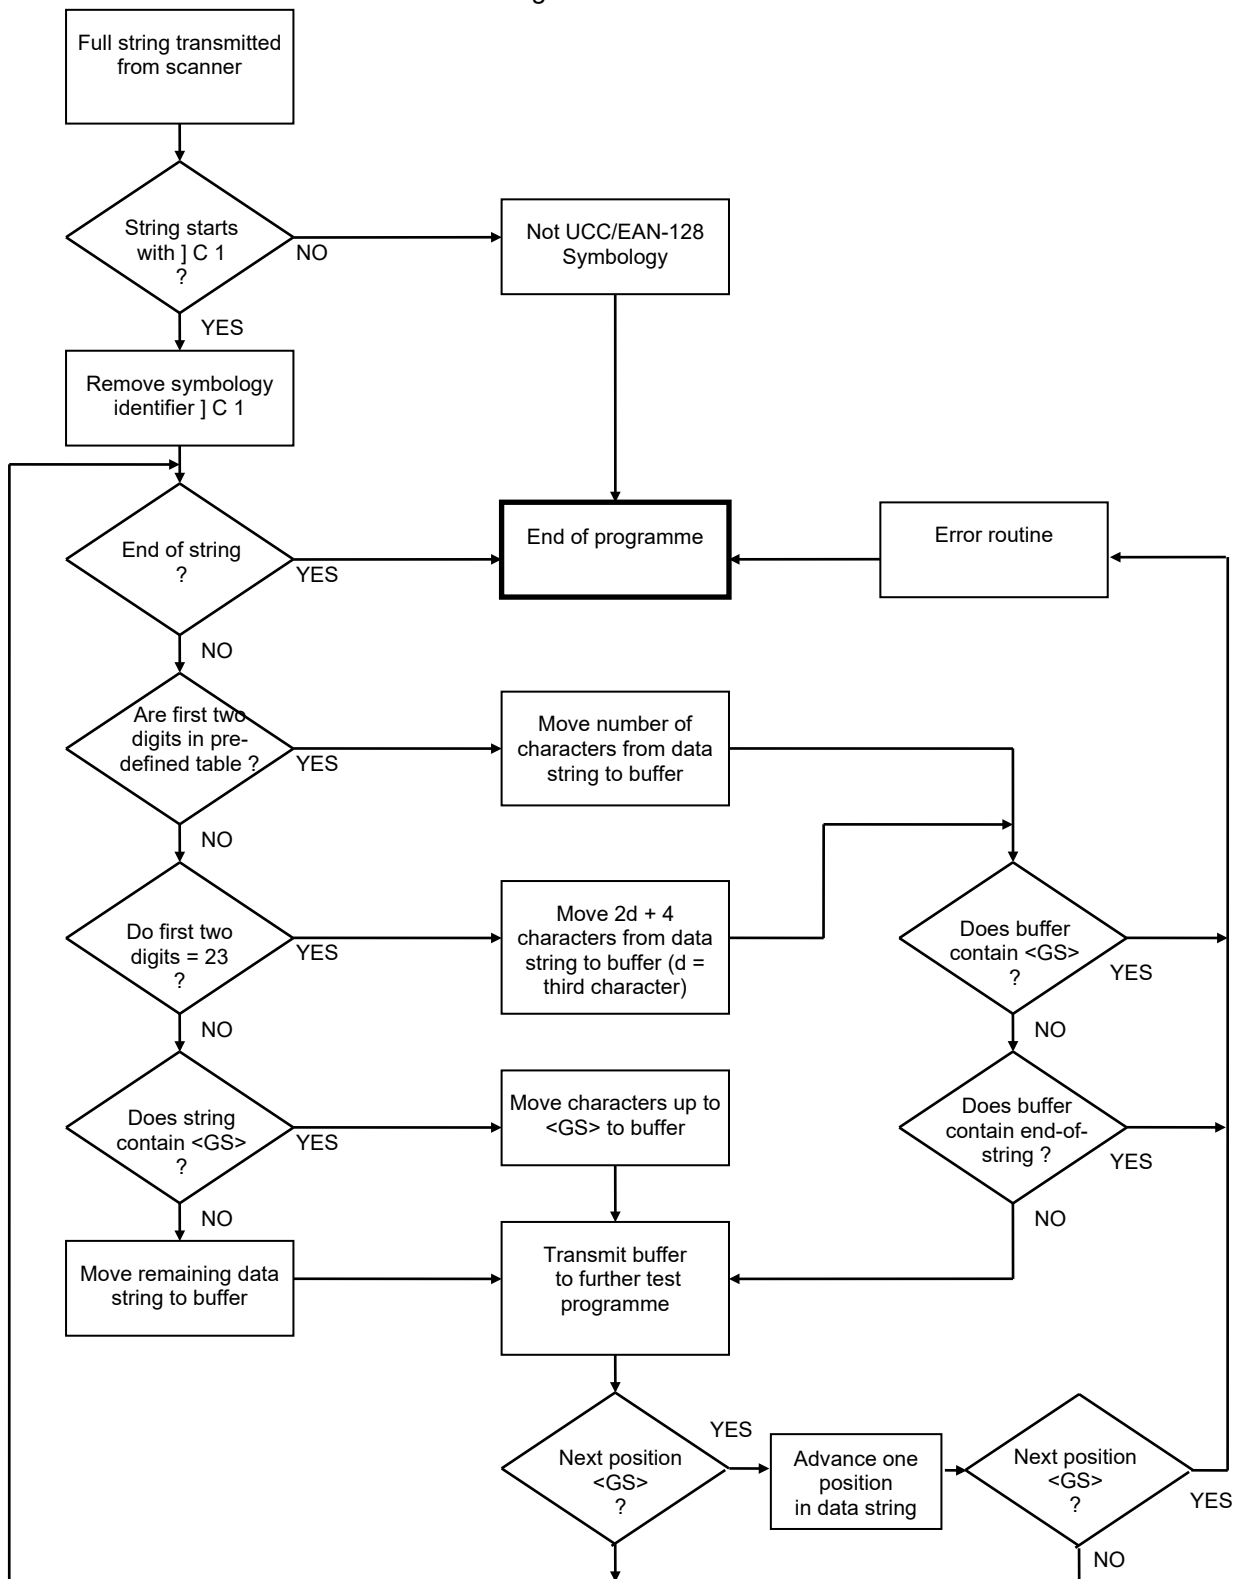 Full string transmitted
from scanner
String starts
with ] C 1
?
NO
Not UCC/EAN-128
Symbology
YES
Remove symbology
identifier ] C 1
End of string
?
YES
End of programme
Error routine
NO
Are first two
digits in pre-
defined table ?
YES
Move number of
characters from data
string to buffer
NO
Do first two
digits = 23
?
YES
Move 2d + 4
characters from data
string to buffer (d =
third character)
Does buffer
contain <GS>
?
YES
NO
NO
Does string
contain <GS>
?
YES
Move characters up to
<GS> to buffer
Does buffer
contain end-of-
string ?
YES
NO
NO
Move remaining data
string to buffer
Transmit buffer
to further test
programme
Next position
<GS>
?
YES
Advance one
position
in data string
Next position
<GS>
?
YES
NO